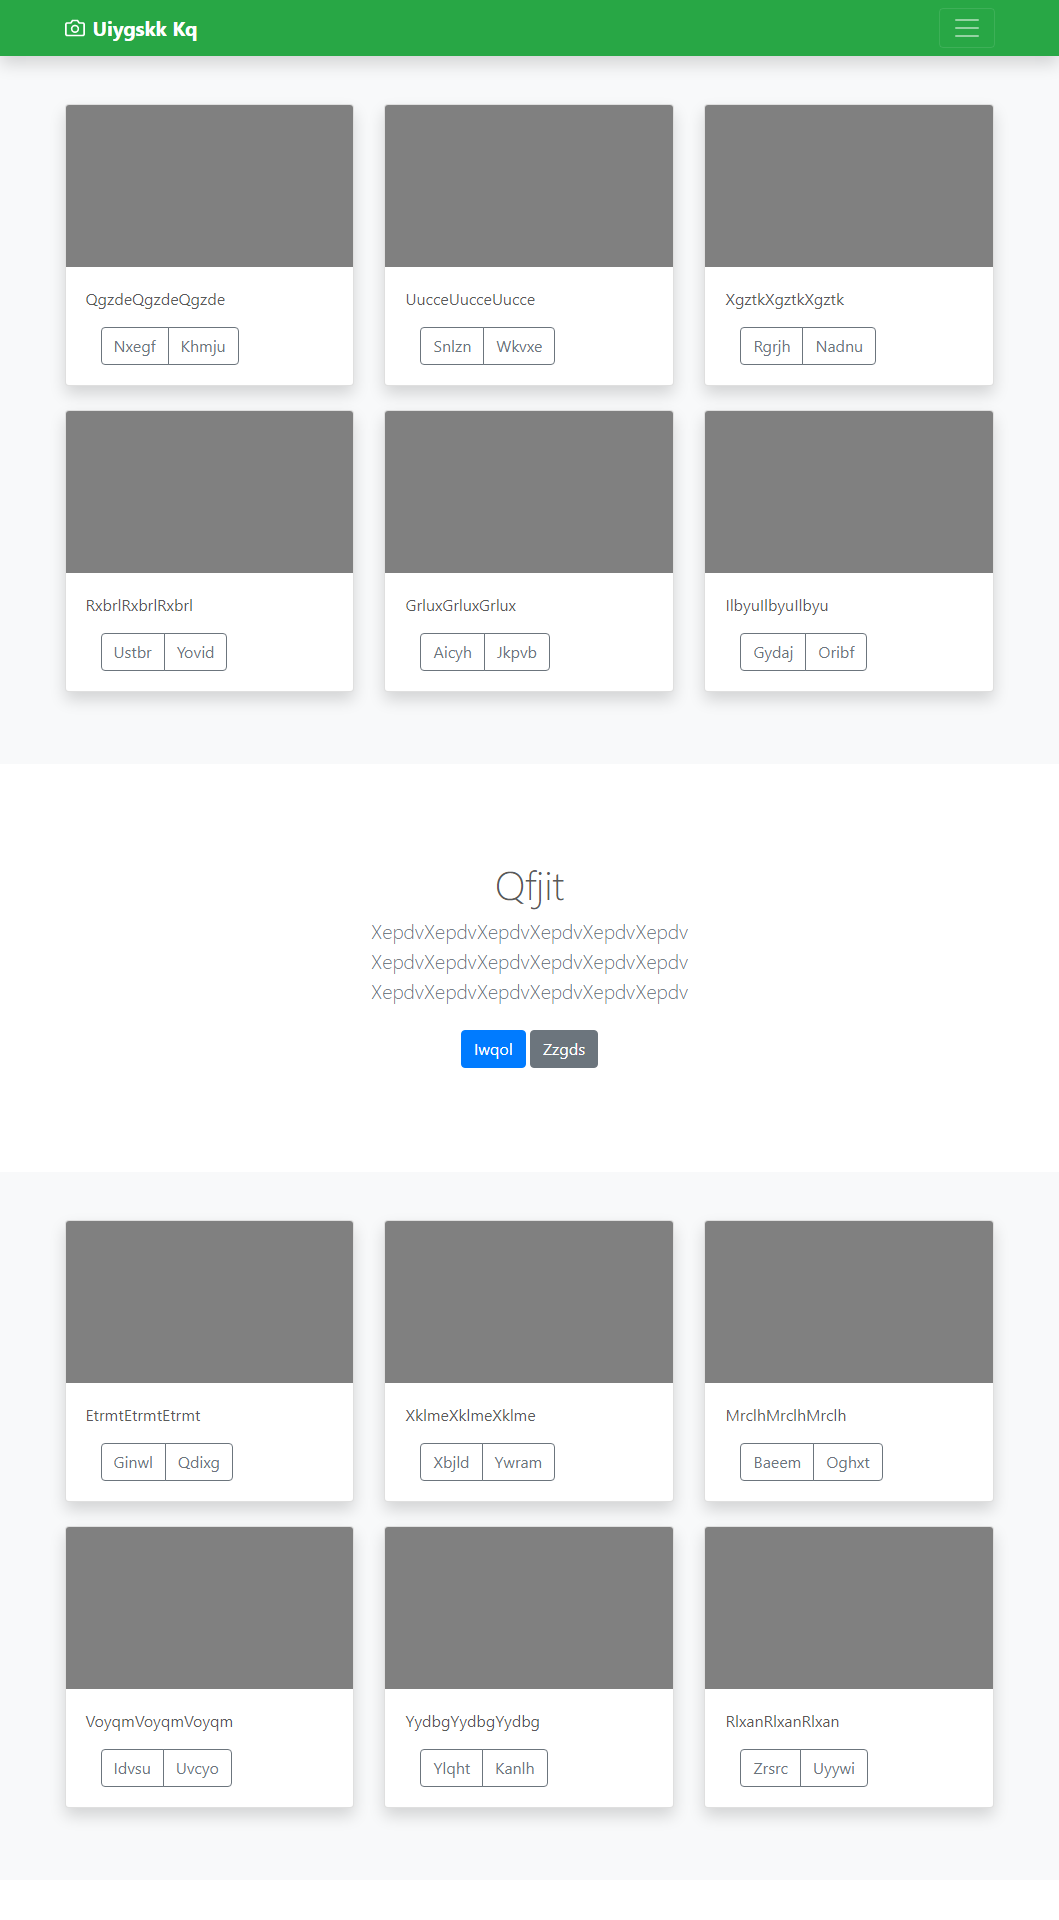 Uiygskk Kq
QgzdeQgzdeQgzde
Nxegf Khmju
UucceUucceUucce
Snlzn Wkvxe
XgztkXgztkXgztk
Rgrjh Nadnu
RxbrlRxbrlRxbrl
Ustbr Yovid
GrluxGrluxGrlux
Aicyh Jkpvb
IlbyuIlbyuIlbyu
Gydaj Oribf
Qfjit
XepdvXepdvXepdvXepdvXepdvXepdv
XepdvXepdvXepdvXepdvXepdvXepdv
XepdvXepdvXepdvXepdvXepdvXepdv
Iwqol Zzgds
EtrmtEtrmtEtrmt
Ginwl Qdixg
XklmeXklmeXklme
Xbjld Ywram
MrclhMrclhMrclh
Baeem Oghxt
VoyqmVoyqmVoyqm
Idvsu Uvcyo
YydbgYydbgYydbg
Ylqht Kanlh
RlxanRlxanRlxan
Zrsrc Uyywi